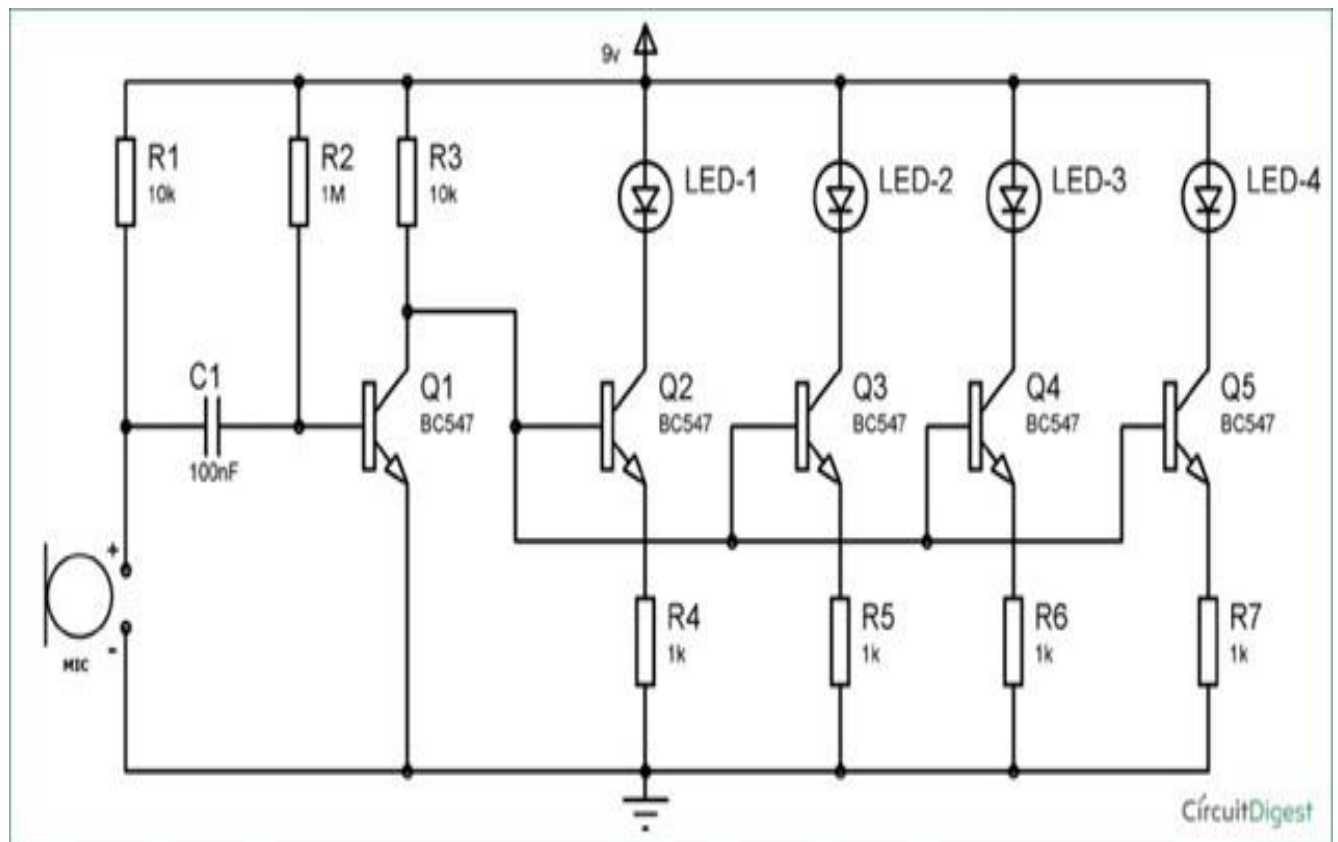 9v
R1
10k
R2
1M
R3
10k
LED-1
LED-2
LED-3
LED-4
C1
100nF
Q1
BC547
Q2
BC547
Q3
BC547
Q4
BC547
Q5
BC547
+
-
MIC
R4
1k
R5
1k
R6
1k
R7
1k
CírcuitDigest